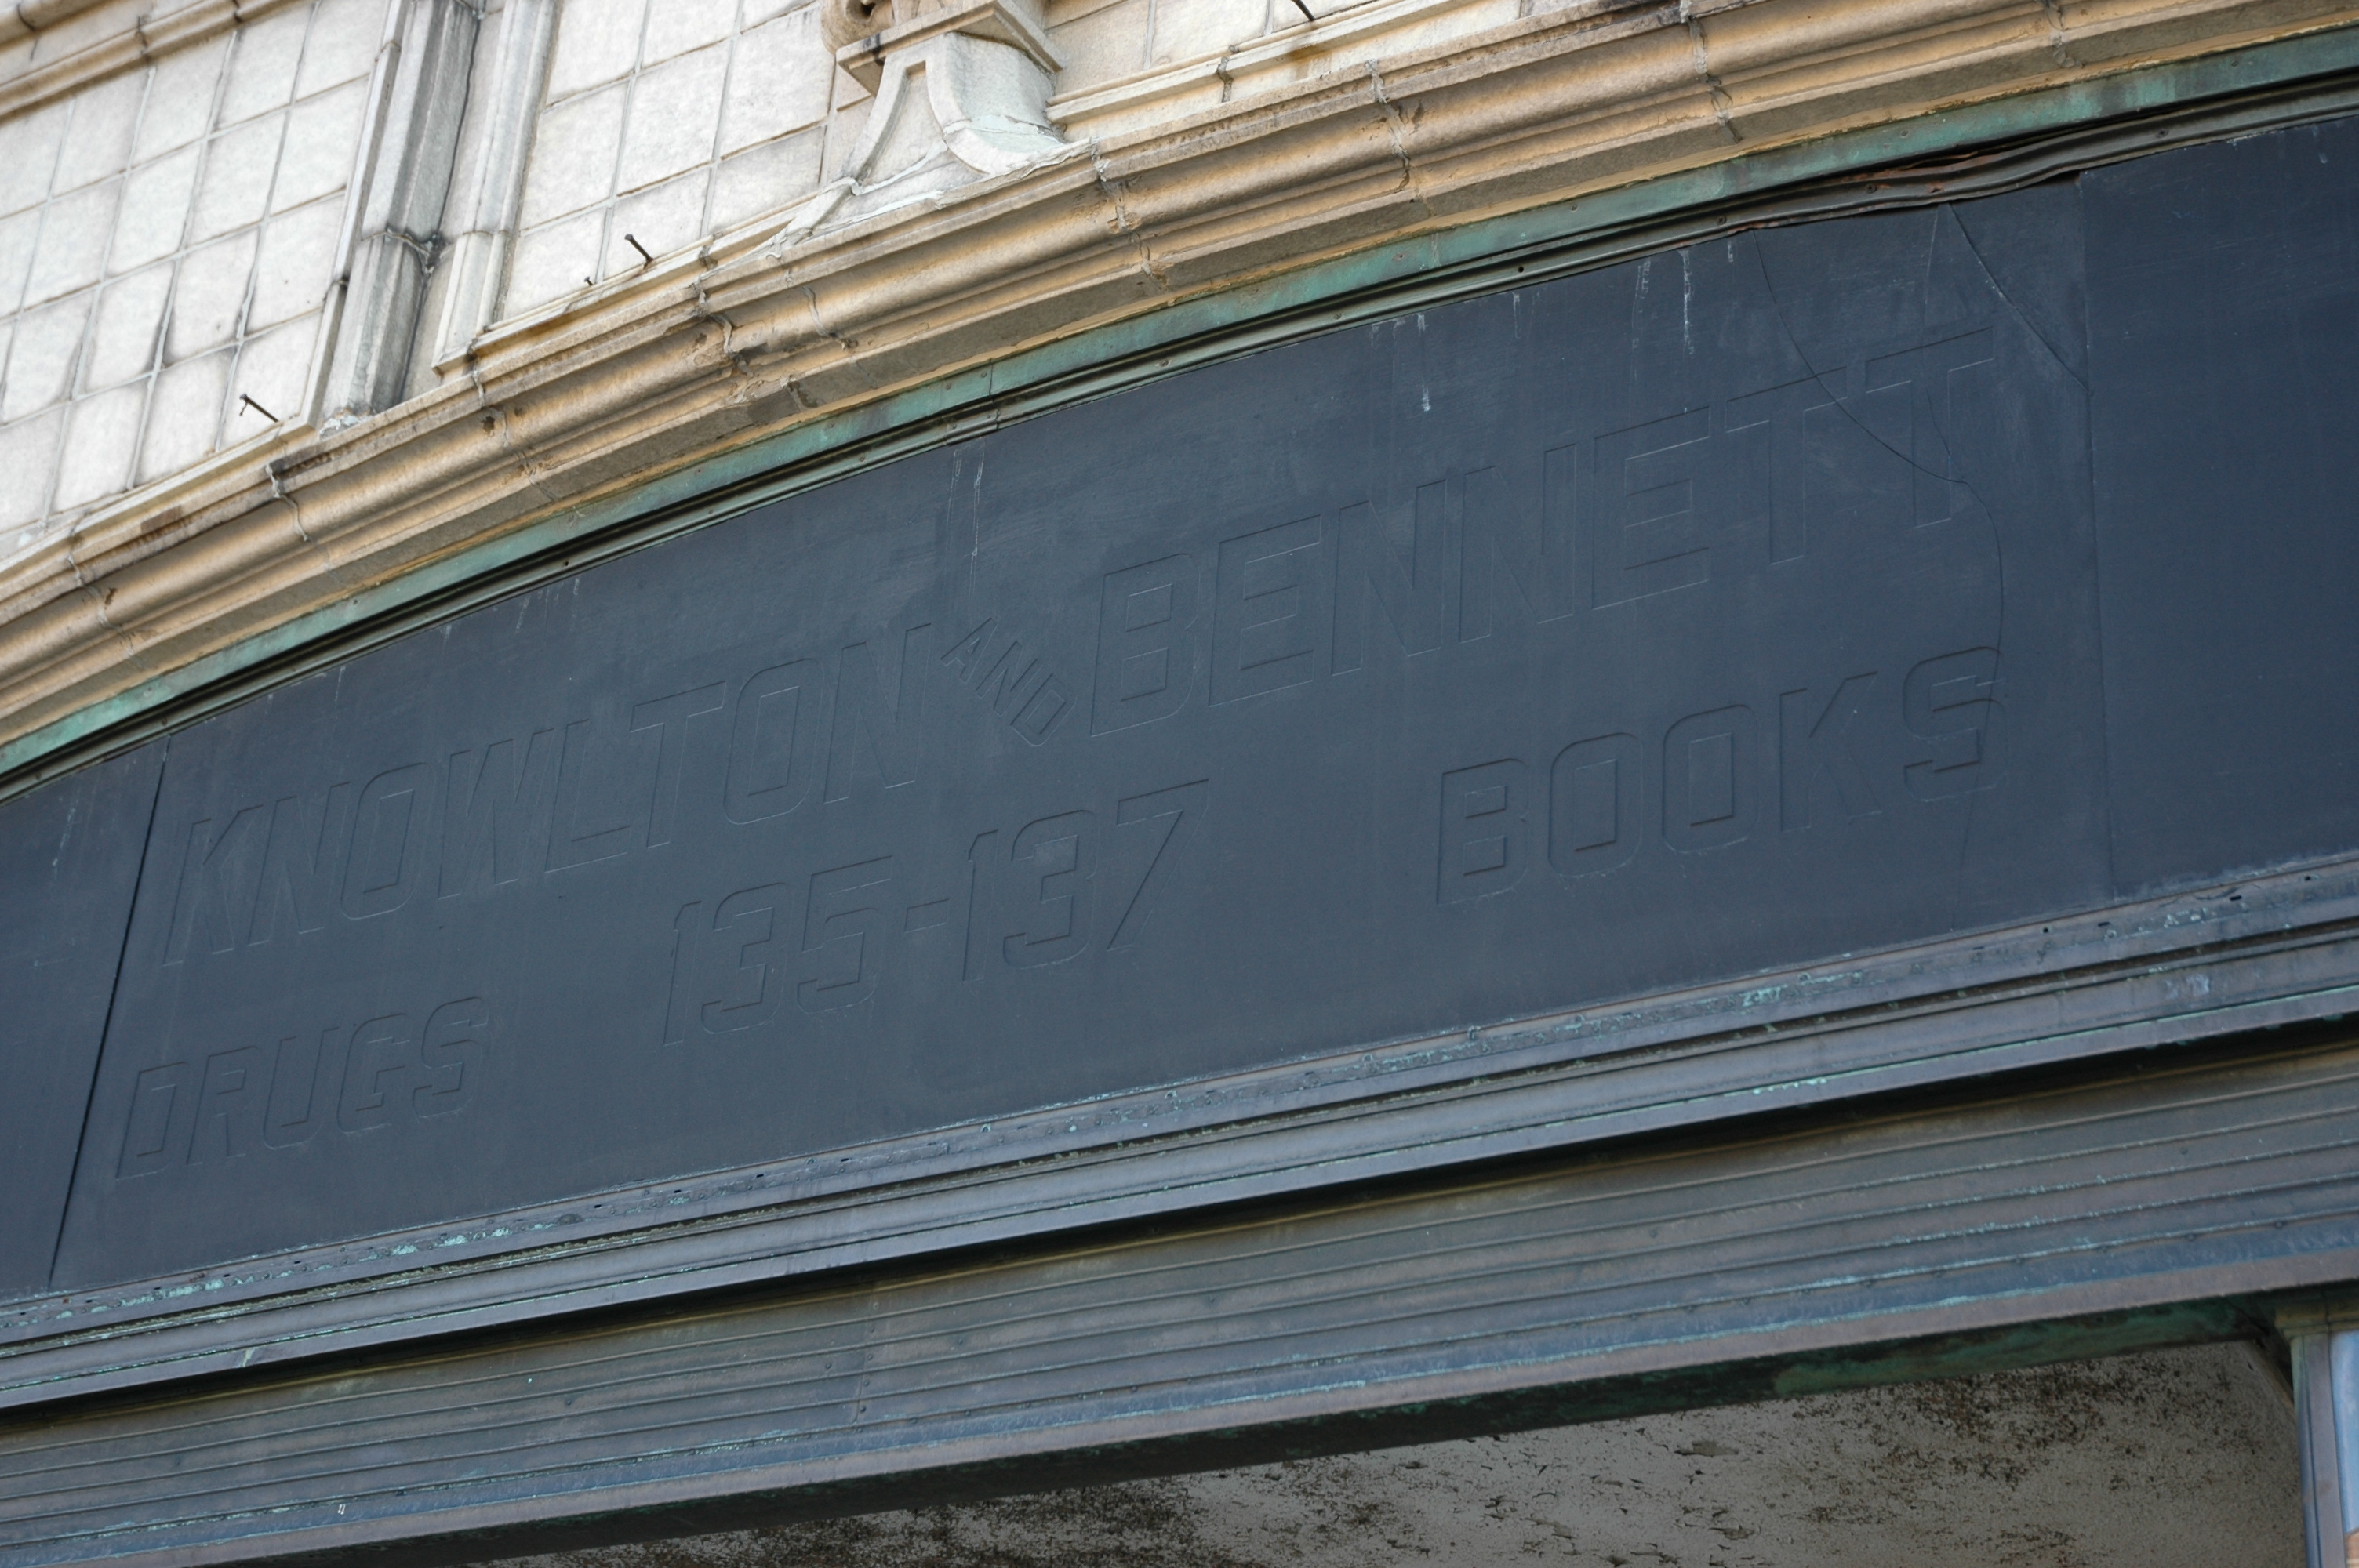 KNOWLTON AND BENNETT
DRUGS 135-137 BOOKS